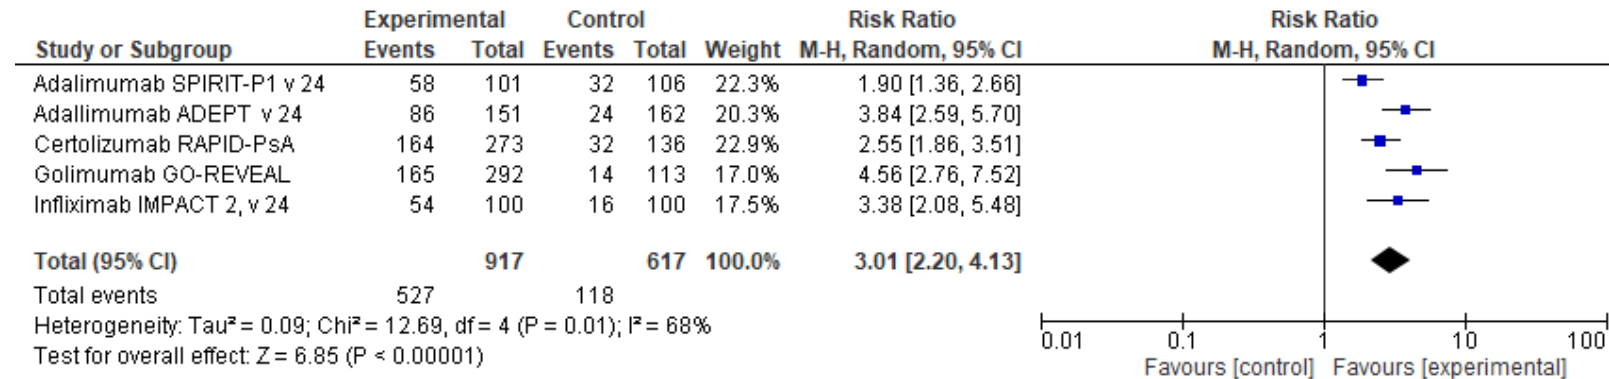 Experimental Control Risk Ratio Risk Ratio
Study or Subgroup Events Total Events Total Weight M-H, Random, 95% CI M-H, Random, 95% CI
Adalimumab SPIRIT-P1 v 24 58 101 32 106 22.3% 1.90 [1.36, 2.66]
Adallimumab ADEPT v 24 86 151 24 162 20.3% 3.84 [2.59, 5.70]
Certolizumab RAPID-PsA 164 273 32 136 22.9% 2.55 [1.86, 3.51]
Golimumab GO-REVEAL 165 292 14 113 17.0% 4.56 [2.76, 7.52]
Infliximab IMPACT 2, v 24 54 100 16 100 17.5% 3.38 [2.08, 5.48]
Total (95% CI) 917 617 100.0% 3.01 [2.20, 4.13]
Total events 527 118
Heterogeneity: Tau² = 0.09; Chi² = 12.69, df = 4 (P = 0.01); I² = 68%
Test for overall effect: Z = 6.85 (P < 0.00001)
0.01 0.1 1 10 100
Favours [control] Favours [experimental]